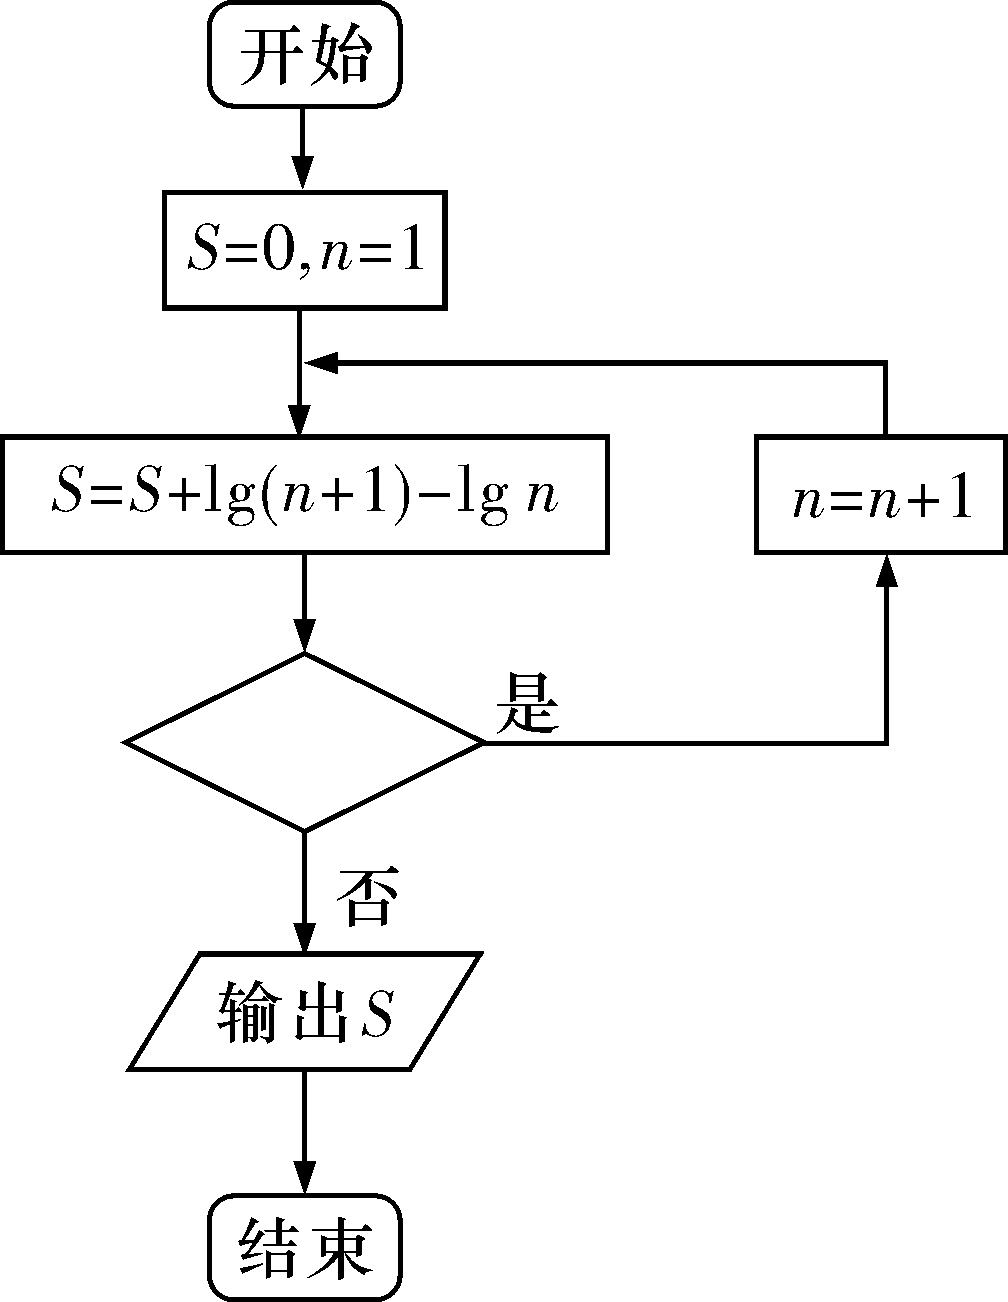 开始
S=0,n=1
S=S+lg(n+1)-lg n
n=n+1
是
否
输出S
结束